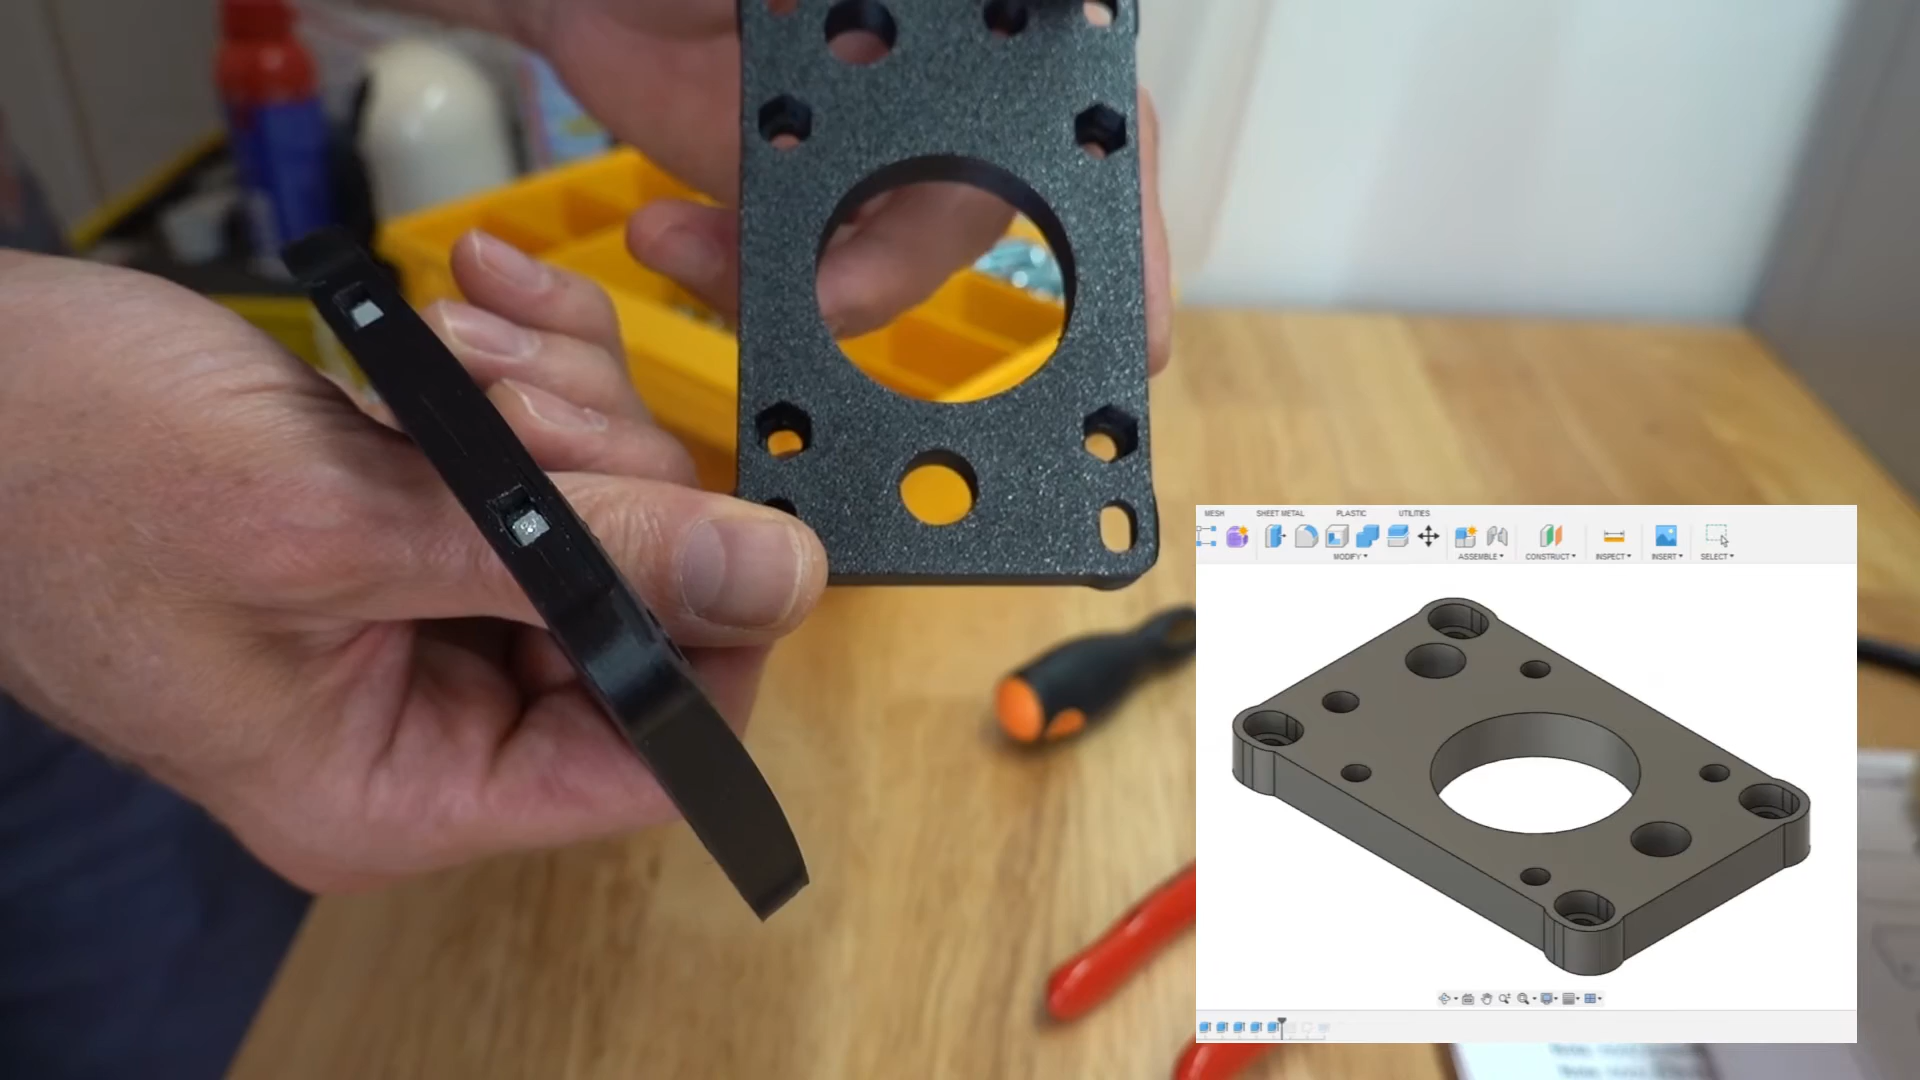 MESH SHEET METAL PLASTIC UTILITIES
MODIFY ASSEMBLE CONSTRUCT INSPECT INSERT SELECT